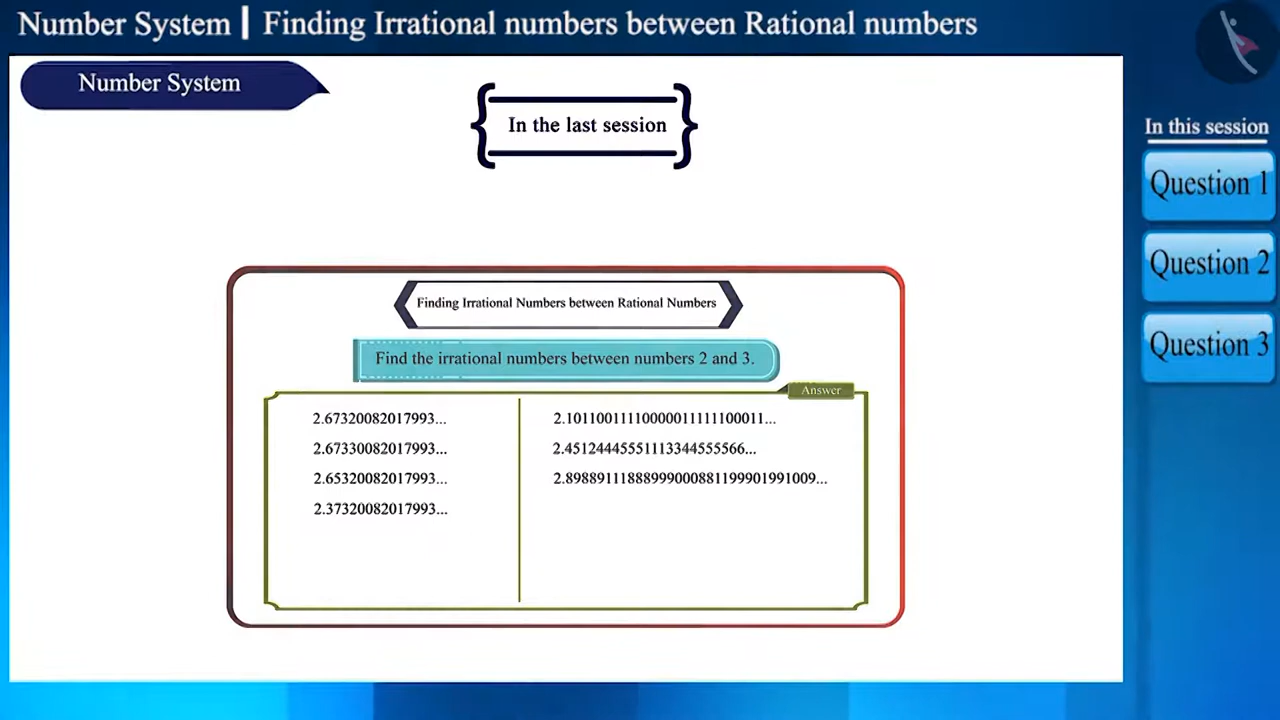 Number System | Finding Irrational numbers between Rational numbers
Number System
In the last session
In this session
Question 1
Question 2
Question 3
Finding Irrational Numbers between Rational Numbers
Find the irrational numbers between numbers 2 and 3.
Answer
2.67320082017993...
2.67330082017993...
2.65320082017993...
2.37320082017993...
2.10110011110000011111100011...
2.45124445551113344555566...
2.8988911188899900088119990199​1009...